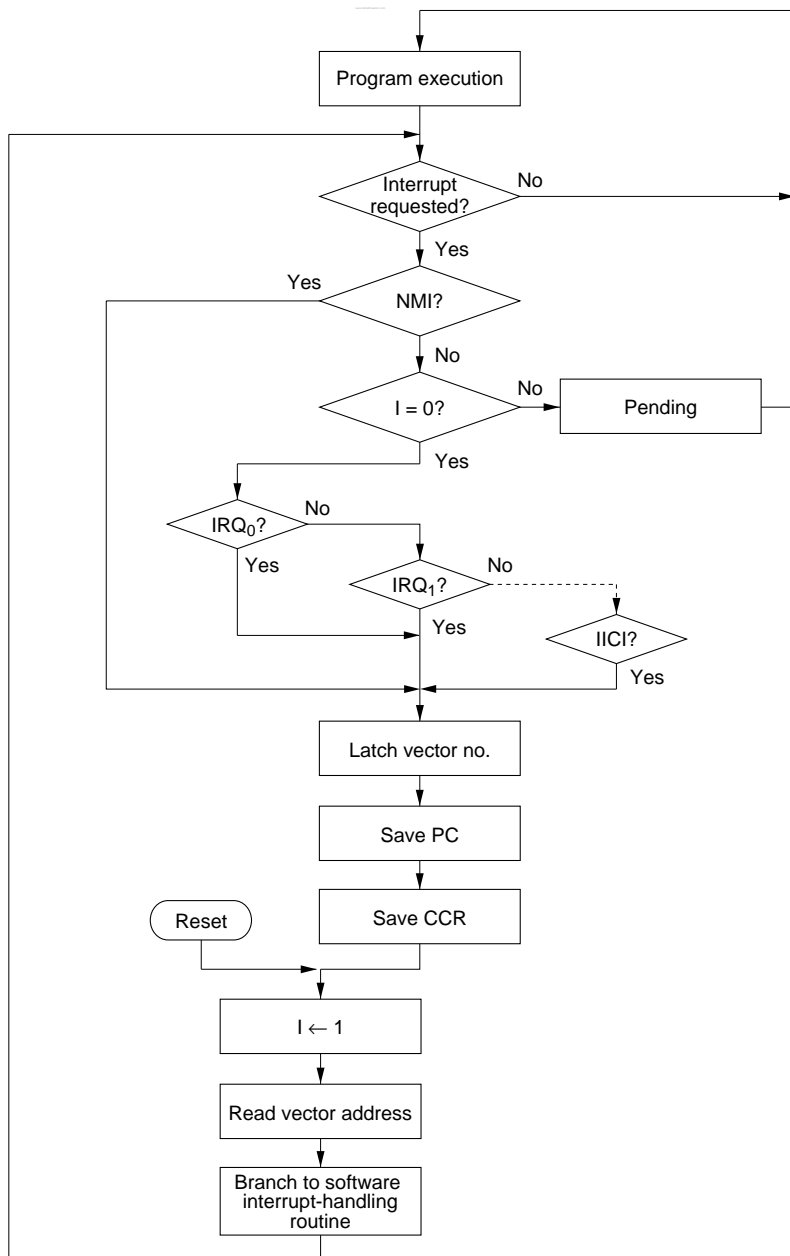 Program execution
Interrupt
requested?
No
Yes
Yes
NMI?
No
I = 0?
No
Pending
Yes
IRQ0?
No
Yes
IRQ1?
No
Yes
IICI?
Yes
Latch vector no.
Save PC
Save CCR
Reset
I ← 1
Read vector address
Branch to software
interrupt-handling
routine